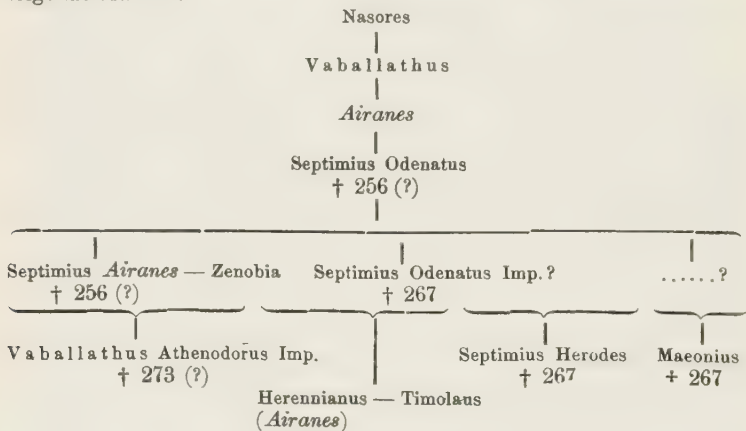 Nasores
Vaballathus
Airanes
Septimius Odenatus
† 256 (?)
Septimius Airanes — Zenobia Septimius Odenatus Imp. ? ......?
† 256 (?) † 267
Vaballathus Athenodorus Imp. Septimius Herodes Maeonius
† 273 (?) † 267 + 267
Herennianus — Timolaus
(Airanes)